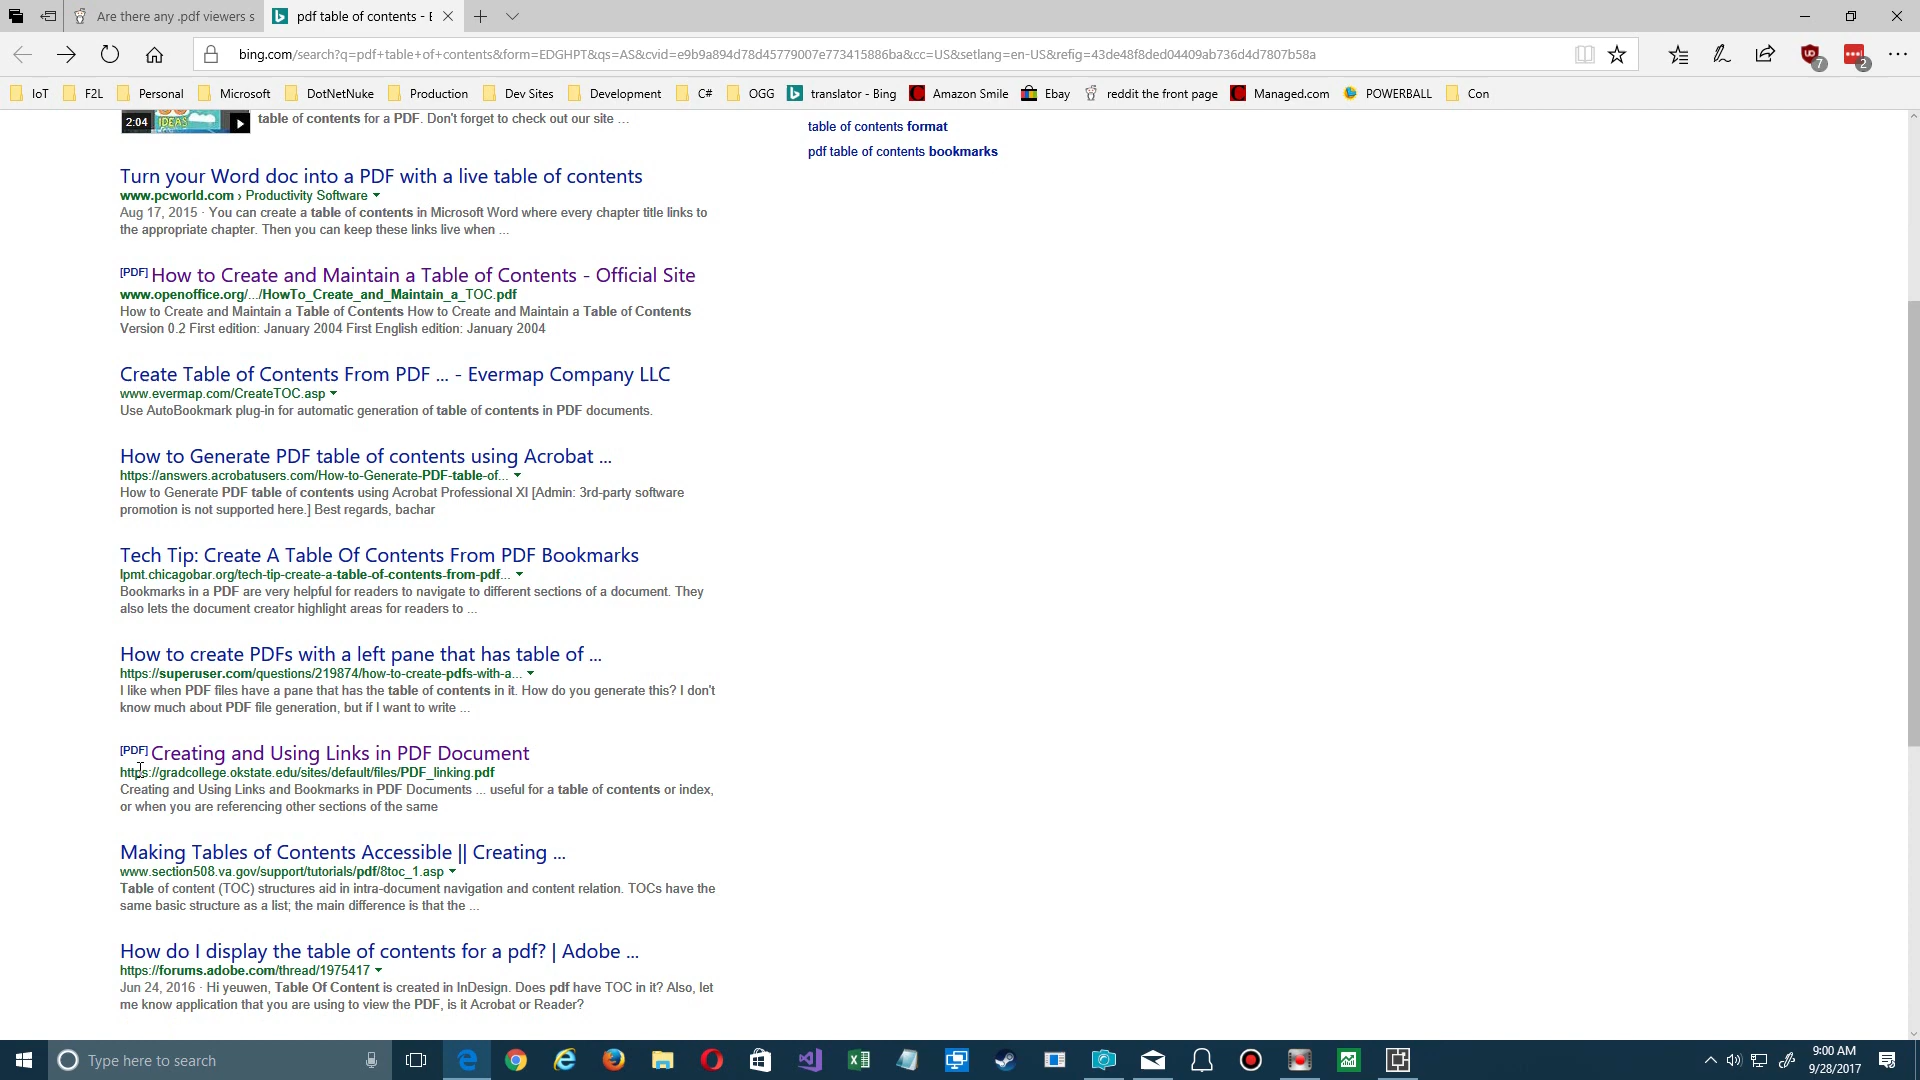 Are there any .pdf viewers s
pdf table of contents - E
bing.com/search?q=pdf+table+of+contents&form=EDGHPT&qs=AS&cvid=e9b9a894d78d45779007e773415886ba&cc=US&setlang=en-US&refig=43de48f8ded04409ab736d4d7807b58a
7
2
IoT F2L Personal Microsoft DotNetNuke Production Dev Sites Development C# OGG translator - Bing Amazon Smile Ebay reddit the front page Managed.com POWERBALL Con
2:04
IDEAS
table of contents for a PDF. Don't forget to check out our site ...
table of contents format
pdf table of contents bookmarks
Turn your Word doc into a PDF with a live table of contents
www.pcworld.com › Productivity Software
Aug 17, 2015 · You can create a table of contents in Microsoft Word where every chapter title links to
the appropriate chapter. Then you can keep these links live when ...
[PDF] How to Create and Maintain a Table of Contents - Official Site
www.openoffice.org/.../HowTo_Create_and_Maintain_a_TOC.pdf
How to Create and Maintain a Table of Contents How to Create and Maintain a Table of Contents
Version 0.2 First edition: January 2004 First English edition: January 2004
Create Table of Contents From PDF ... - Evermap Company LLC
www.evermap.com/CreateTOC.asp
Use AutoBookmark plug-in for automatic generation of table of contents in PDF documents.
How to Generate PDF table of contents using Acrobat ...
https://answers.acrobatusers.com/How-to-Generate-PDF-table-of...
How to Generate PDF table of contents using Acrobat Professional XI [Admin: 3rd-party software
promotion is not supported here.] Best regards, bachar
Tech Tip: Create A Table Of Contents From PDF Bookmarks
lpmt.chicagobar.org/tech-tip-create-a-table-of-contents-from-pdf...
Bookmarks in a PDF are very helpful for readers to navigate to different sections of a document. They
also lets the document creator highlight areas for readers to ...
How to create PDFs with a left pane that has table of ...
https://superuser.com/questions/219874/how-to-create-pdfs-with-a...
I like when PDF files have a pane that has the table of contents in it. How do you generate this? I don't
know much about PDF file generation, but if I want to write ...
[PDF] Creating and Using Links in PDF Document
https://gradcollege.okstate.edu/sites/default/files/PDF_linking.pdf
Creating and Using Links and Bookmarks in PDF Documents ... useful for a table of contents or index,
or when you are referencing other sections of the same
Making Tables of Contents Accessible || Creating ...
www.section508.va.gov/support/tutorials/pdf/8toc_1.asp
Table of content (TOC) structures aid in intra-document navigation and content relation. TOCs have the
same basic structure as a list; the main difference is that the ...
How do I display the table of contents for a pdf? | Adobe ...
https://forums.adobe.com/thread/1975417
Jun 24, 2016 · Hi yeuwen, Table Of Content is created in InDesign. Does pdf have TOC in it? Also, let
me know application that you are using to view the PDF, is it Acrobat or Reader?
Type here to search
9:00 AM
9/28/2017